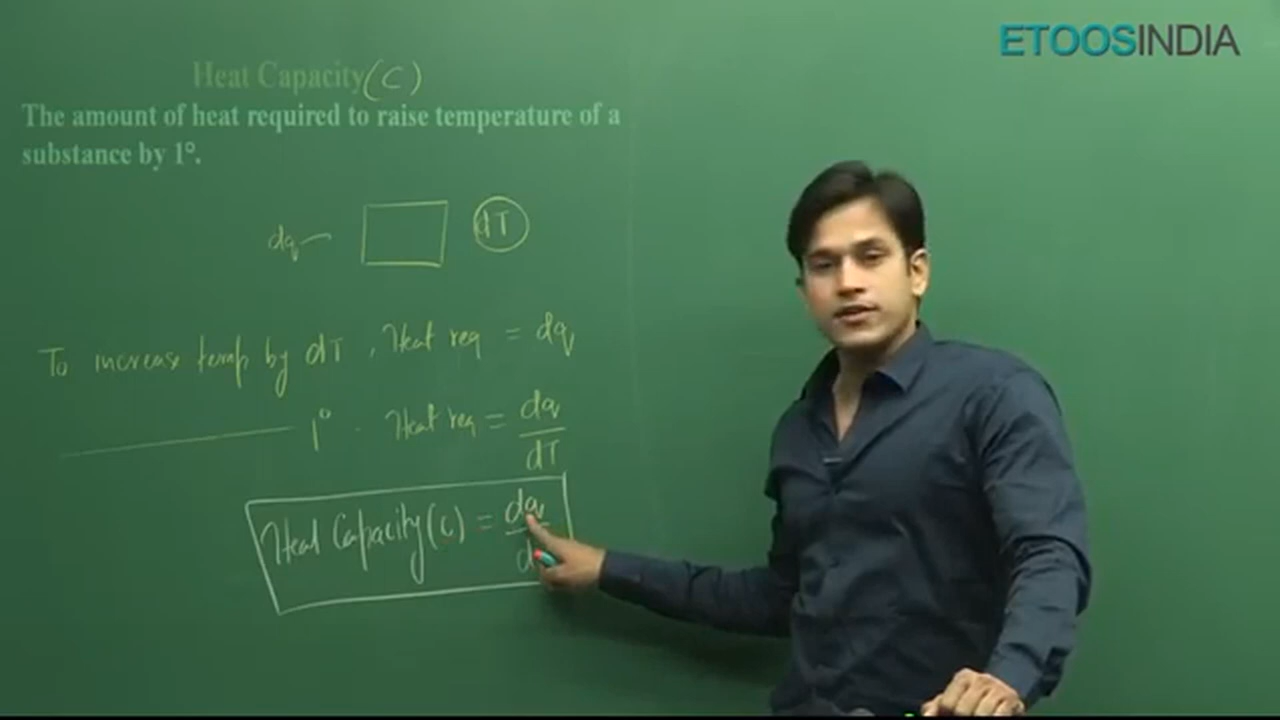 ETOOSINDIA
Heat Capacity (C)
The amount of heat required to raise temperature of a
substance by 1°.
dq dT
To increase temp by dT, Heat req = dq
1° . Heat req = dq/dT
Heat Capacity (C) = dq/d